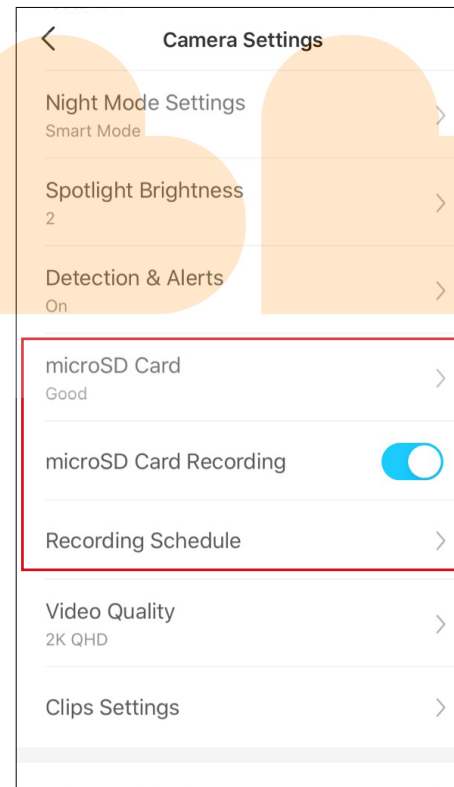 Camera Settings
Night Mode Settings
Smart Mode
Spotlight Brightness
2
Detection & Alerts
On
microSD Card
Good
microSD Card Recording
Recording Schedule
Video Quality
2K QHD
Clips Settings